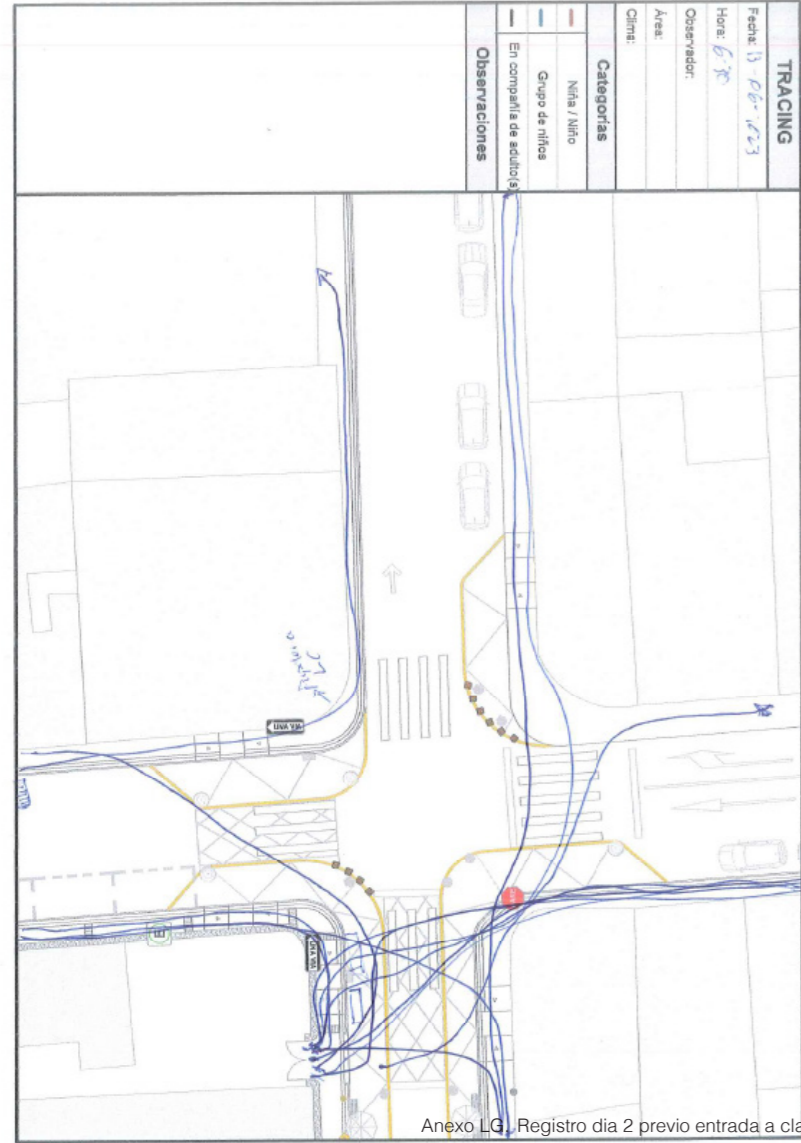 TRACING
Fecha: 13-06-2023
Hora: 6:30
Observador:
Área:
Clima:
Categorías
Niña / Niño
Grupo de niños
En compañía de adulto(s)
Observaciones
UNA VIA
UNA VIA
E
Anexo LG. Registro dia 2 previo entrada a cla